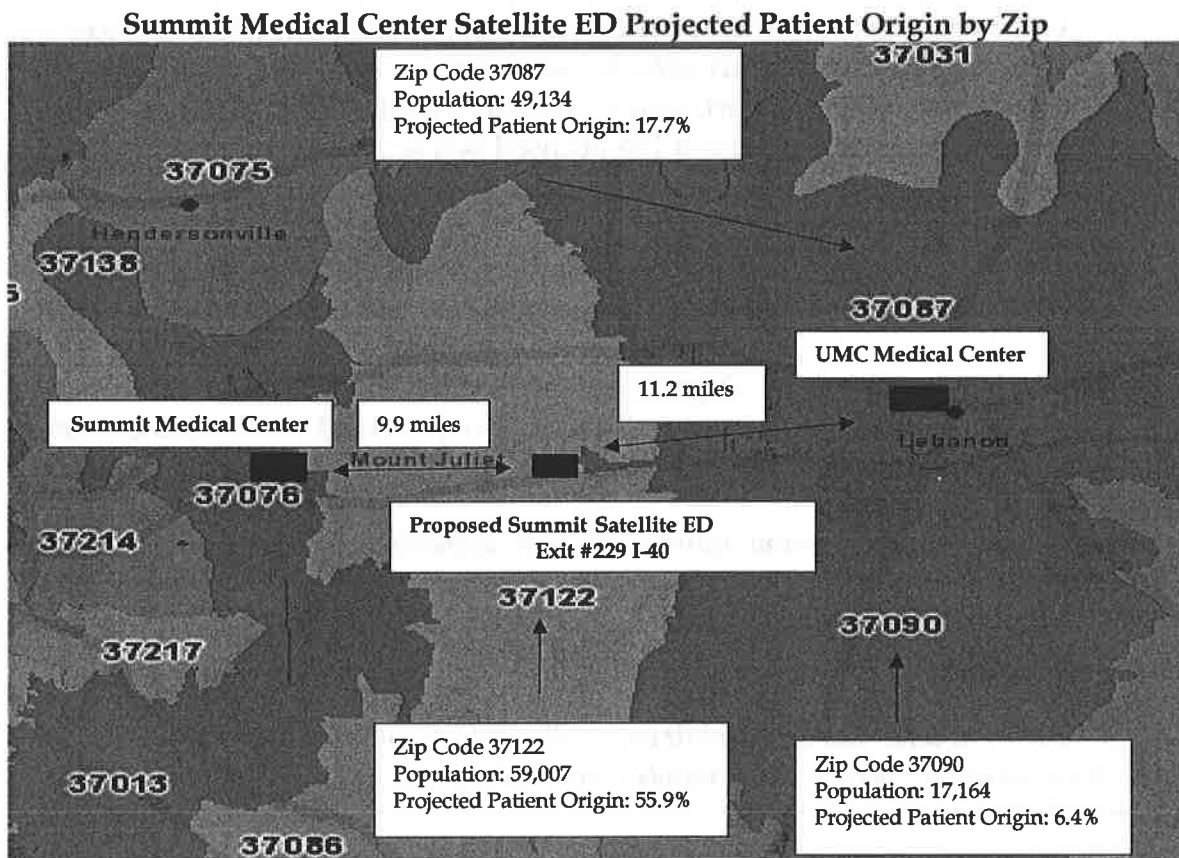 Summit Medical Center Satellite ED Projected Patient Origin by Zip
37031
Zip Code 37087
Population: 49,134
Projected Patient Origin: 17.7%
37075
Hendersonville
37138
5
37087
UMC Medical Center
11.2 miles
Summit Medical Center
9.9 miles
Mount Juliet
Lebanon
37076
37214
Proposed Summit Satellite ED
Exit #229 I-40
37122
37090
37217
Zip Code 37122
Population: 59,007
Projected Patient Origin: 55.9%
Zip Code 37090
Population: 17,164
Projected Patient Origin: 6.4%
37013
37086